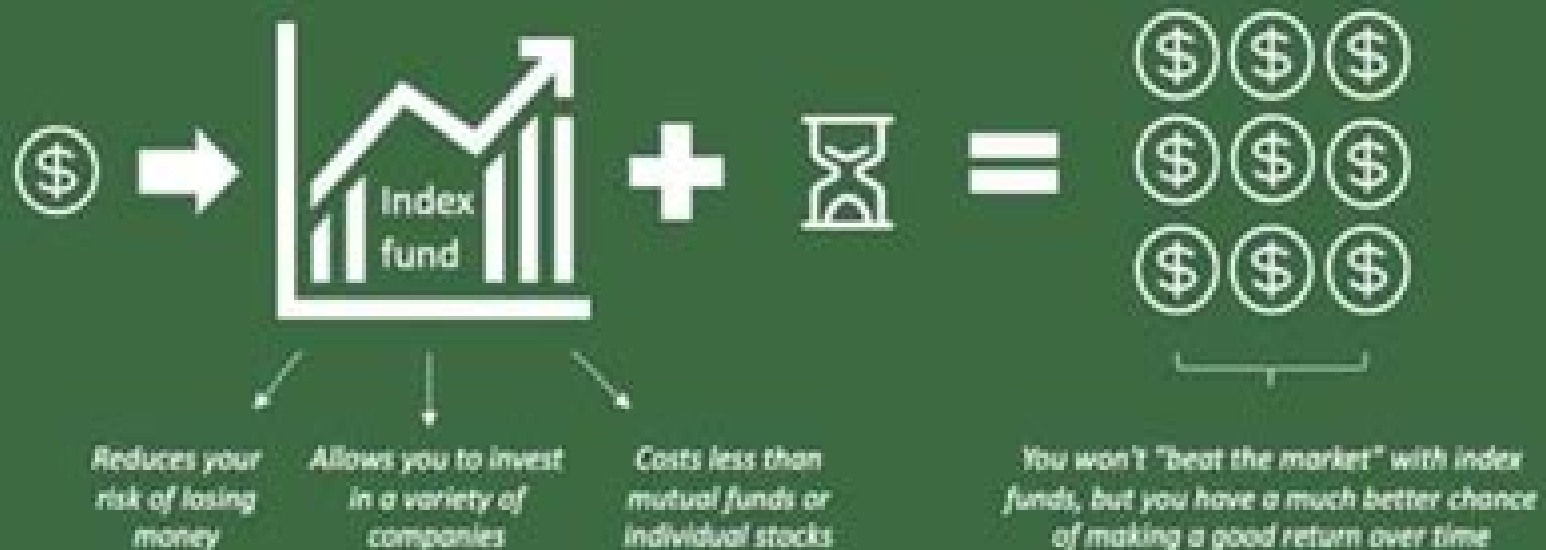 Index
fund
Reduces your
risk of losing
money
Allows you to invest
in a variety of
companies
Costs less than
mutual funds or
individual stocks
You won't "beat the market" with index
funds, but you have a much better chance
of making a good return over time